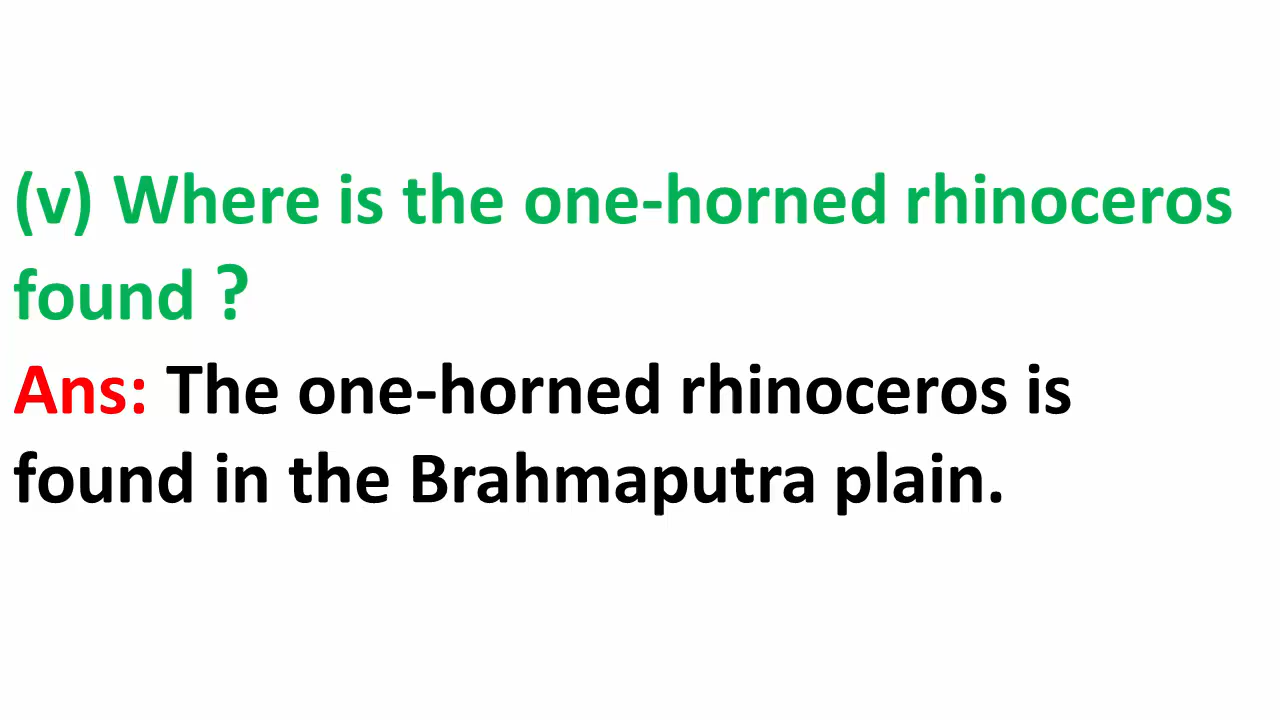 (v) Where is the one-horned rhinoceros
found ?
Ans: The one-horned rhinoceros is
found in the Brahmaputra plain.